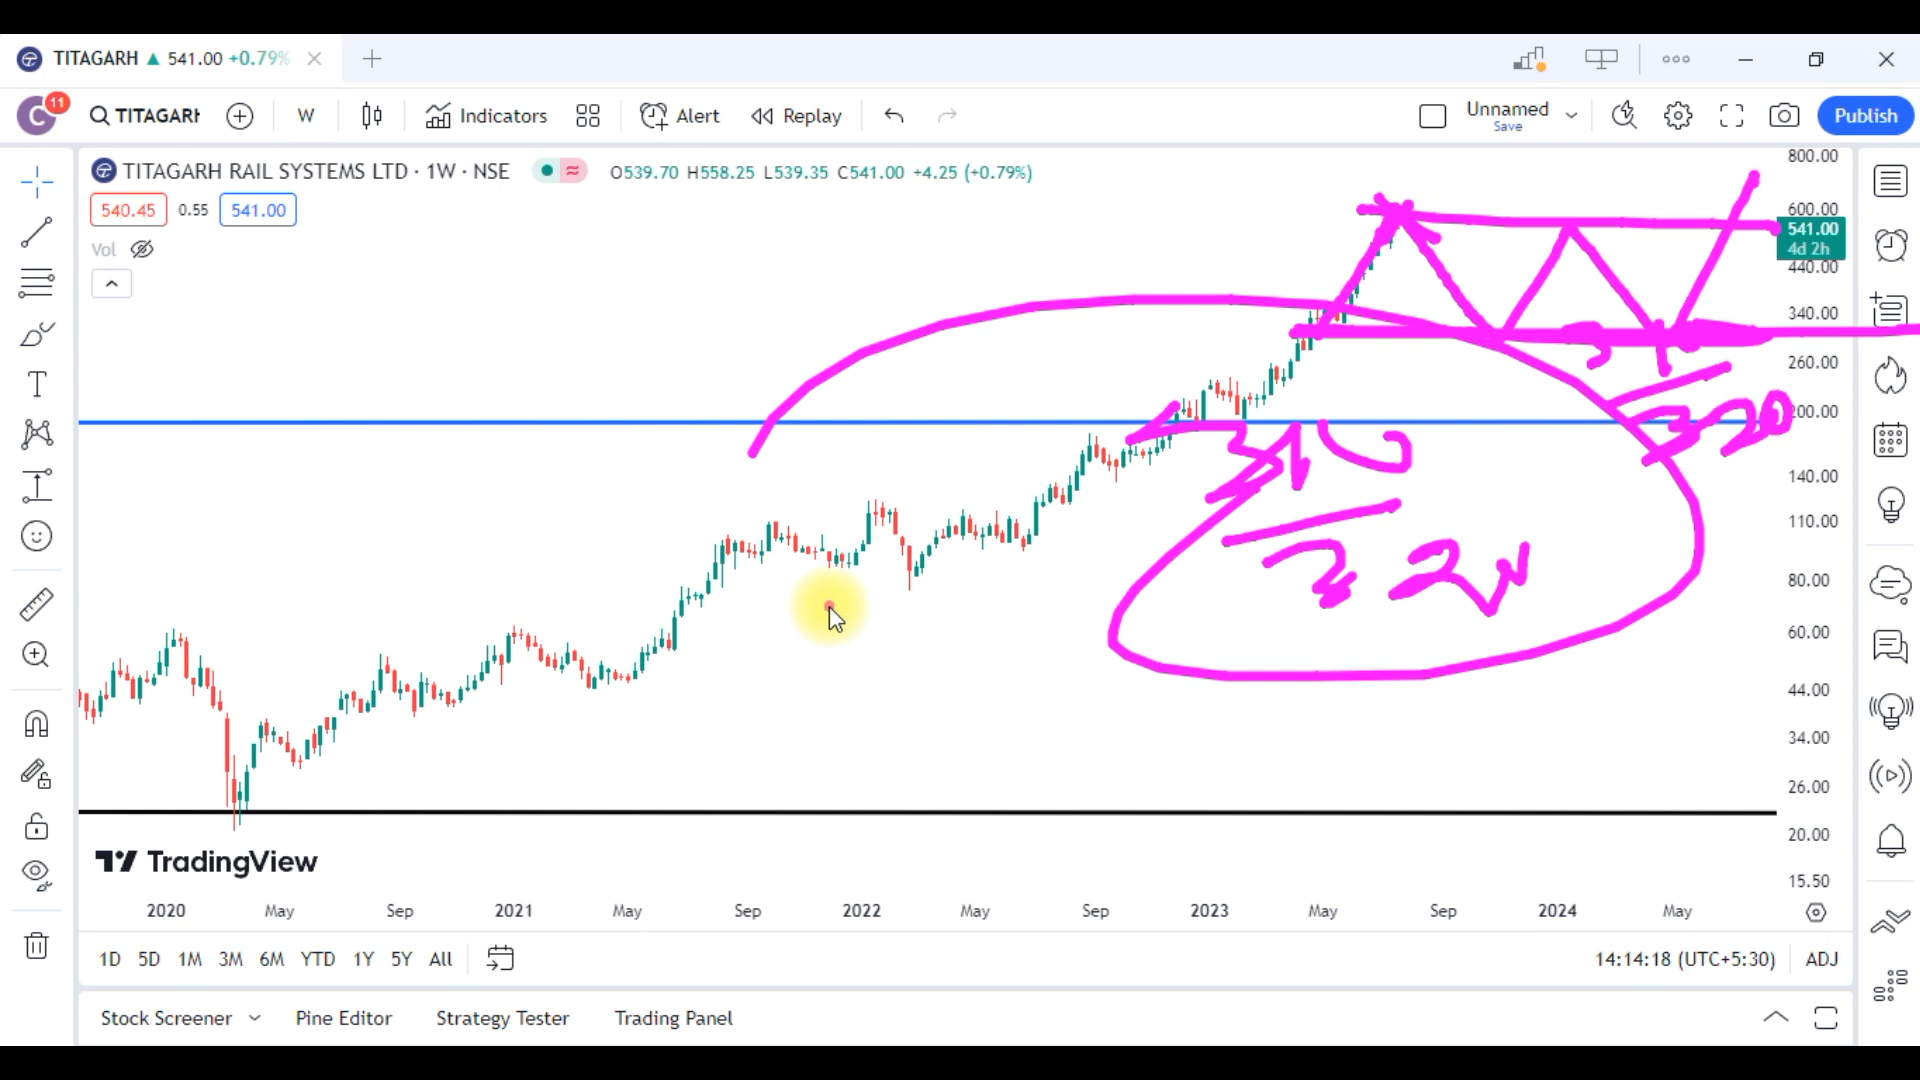 TITAGARH ▲ 541.00 +0.79%
C 11 TITAGARH W Indicators Alert Replay Unnamed Save Publish
TITAGARH RAIL SYSTEMS LTD · 1W · NSE O539.70 H558.25 L539.35 C541.00 +4.25 (+0.79%)
540.45 0.55 541.00
Vol
800.00
600.00
541.00
4d 2h
440.00
340.00
260.00
200.00
140.00
110.00
80.00
60.00
44.00
34.00
26.00
20.00
15.50
310
320
TradingView
2020 May Sep 2021 May Sep 2022 May Sep 2023 May Sep 2024 May
1D 5D 1M 3M 6M YTD 1Y 5Y All 14:14:18 (UTC+5:30) ADJ
Stock Screener Pine Editor Strategy Tester Trading Panel